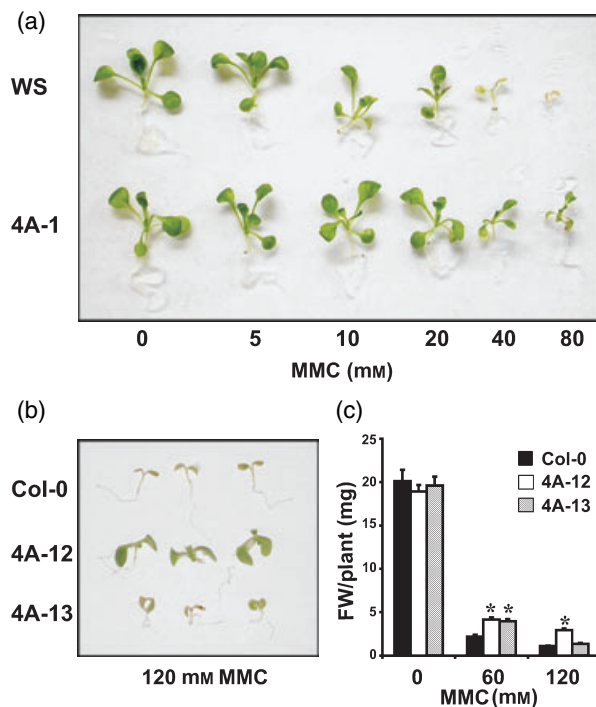 (a)
WS
4A-1
0 5 10 20 40 80
MMC (mM)
(b)
Col-0
4A-12
4A-13
120 mM MMC
(c)
FW/plant (mg)
25
20
15
10
5
0
Col-0
4A-12
4A-13
* *
*
0 60 120
MMC (mM)